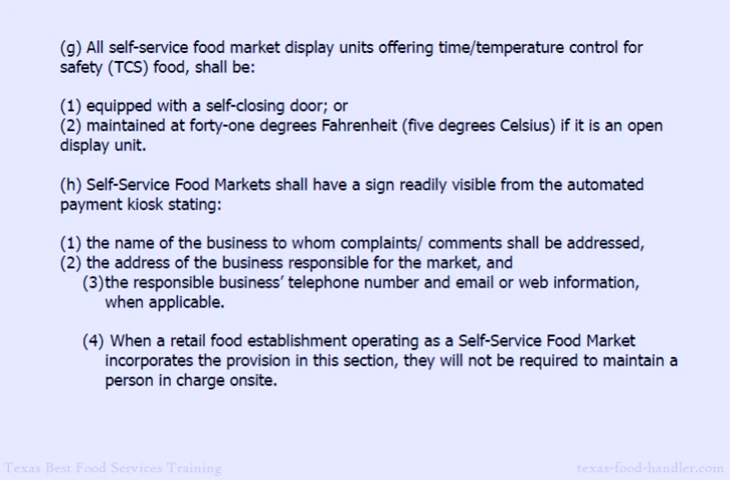 (g) All self-service food market display units offering time/temperature control for
safety (TCS) food, shall be:
(1) equipped with a self-closing door; or
(2) maintained at forty-one degrees Fahrenheit (five degrees Celsius) if it is an open
display unit.
(h) Self-Service Food Markets shall have a sign readily visible from the automated
payment kiosk stating:
(1) the name of the business to whom complaints/ comments shall be addressed,
(2) the address of the business responsible for the market, and
(3)the responsible business’ telephone number and email or web information,
when applicable.
(4) When a retail food establishment operating as a Self-Service Food Market
incorporates the provision in this section, they will not be required to maintain a
person in charge onsite.
Texas Best Food Services Training
texas-food-handler.com